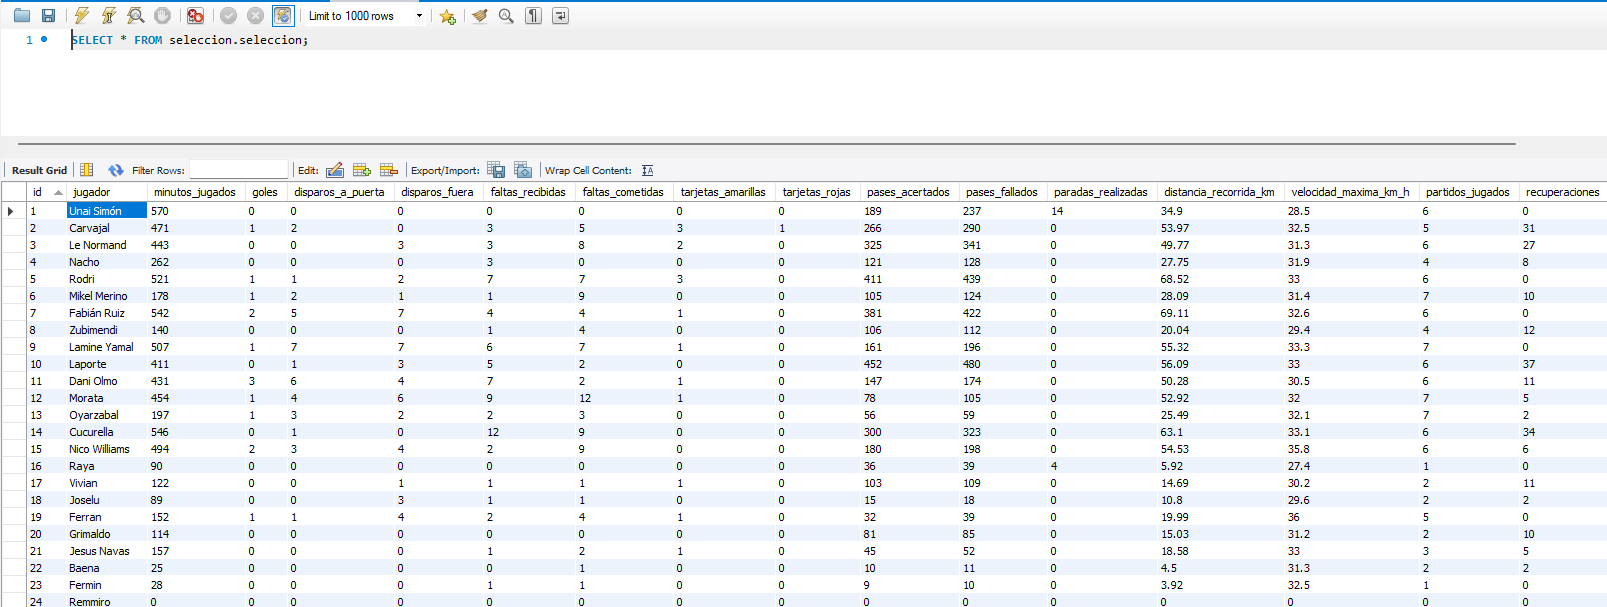 Limit to 1000 rows
1 SELECT * FROM seleccion.seleccion;
Result Grid Filter Rows: Edit: Export/Import: Wrap Cell Content:
id jugador minutos_jugados goles disparos_a_puerta disparos_fuera faltas_recibidas faltas_cometidas tarjetas_amarillas tarjetas_rojas pases_acertados pases_fallados paradas_realizadas distancia_recorrida_km velocidad_maxima_km_h partidos_jugados recuperaciones
1 Unai Simón 570 0 0 0 0 0 0 0 189 237 14 34.9 28.5 6 0
2 Carvajal 471 1 2 0 3 5 3 1 266 290 0 53.97 32.5 5 31
3 Le Normand 443 0 0 3 3 8 2 0 325 341 0 49.77 31.3 6 27
4 Nacho 262 0 0 0 3 0 0 0 121 128 0 27.75 31.9 4 8
5 Rodri 521 1 1 2 7 7 3 0 411 439 0 68.52 33 6 0
6 Mikel Merino 178 1 2 1 1 9 0 0 105 124 0 28.09 31.4 7 10
7 Fabián Ruiz 542 2 5 7 4 4 1 0 381 422 0 69.11 32.6 6 0
8 Zubimendi 140 0 0 0 1 4 0 0 106 112 0 20.04 29.4 4 12
9 Lamine Yamal 507 1 7 7 6 7 1 0 161 196 0 55.32 33.3 7 0
10 Laporte 411 0 1 3 5 2 0 0 452 480 0 56.09 33 6 37
11 Dani Olmo 431 3 6 4 7 2 1 0 147 174 0 50.28 30.5 6 11
12 Morata 454 1 4 6 9 12 1 0 78 105 0 52.92 32 7 5
13 Oyarzabal 197 1 3 2 2 3 0 0 56 59 0 25.49 32.1 7 2
14 Cucurella 546 0 1 0 12 9 0 0 300 323 0 63.1 33.1 6 34
15 Nico Williams 494 2 3 4 2 9 0 0 180 198 0 54.53 35.8 6 6
16 Raya 90 0 0 0 0 0 0 0 36 39 4 5.92 27.4 1 0
17 Vivian 122 0 0 1 1 1 1 0 103 109 0 14.69 30.2 2 11
18 Joselu 89 0 0 3 1 1 0 0 15 18 0 10.8 29.6 2 2
19 Ferran 152 1 1 4 2 4 1 0 32 39 0 19.99 36 5 0
20 Grimaldo 114 0 0 0 0 0 0 0 81 85 0 15.03 31.2 2 10
21 Jesus Navas 157 0 0 0 1 2 1 0 45 52 0 18.58 33 3 5
22 Baena 25 0 0 0 0 1 0 0 10 11 0 4.5 31.3 2 2
23 Fermin 28 0 0 0 1 1 0 0 9 10 0 3.92 32.5 1 0
24 Remmiro 0 0 0 0 0 0 0 0 0 0 0 0 0 0 0